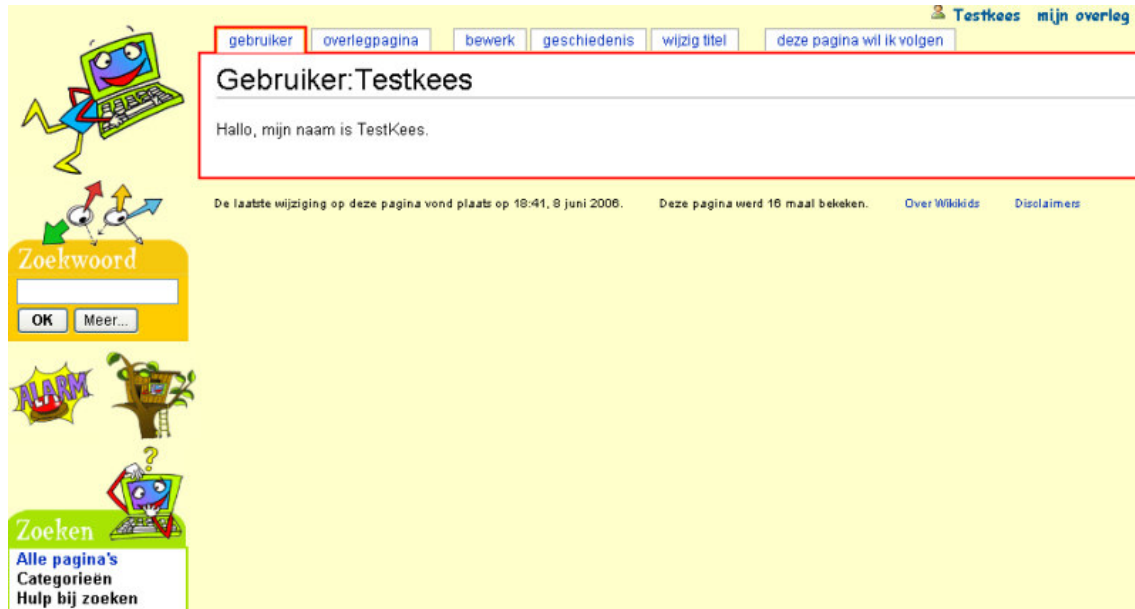 Testkees mijn overleg
gebruiker overlegpagina bewerk geschiedenis wijzig titel deze pagina wil ik volgen
Gebruiker:Testkees
Hallo, mijn naam is TestKees.
De laatste wijziging op deze pagina vond plaats op 18:41, 8 juni 2006. Deze pagina werd 16 maal bekeken. Over Wikikids Disclaimers
Zoekwoord
OK Meer...
ALARM
?
Zoeken
Alle pagina's
Categorieën
Hulp bij zoeken